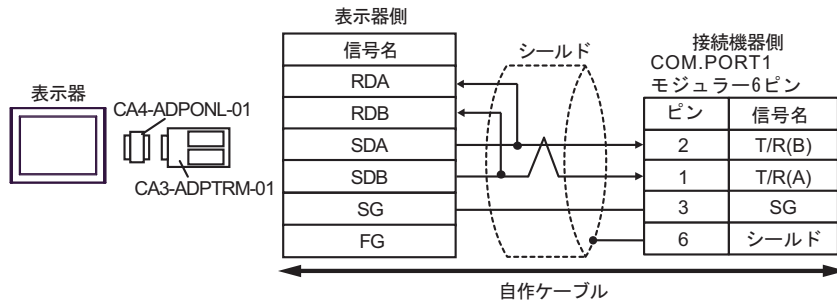 表示器
CA4-ADPONL-01
CA3-ADPTRM-01
表示器側
信号名
RDA
RDB
SDA
SDB
SG
FG
シールド
接続機器側
COM.PORT1
モジュラー6ピン
ピン 信号名
2 T/R(B)
1 T/R(A)
3 SG
6 シールド
自作ケーブル